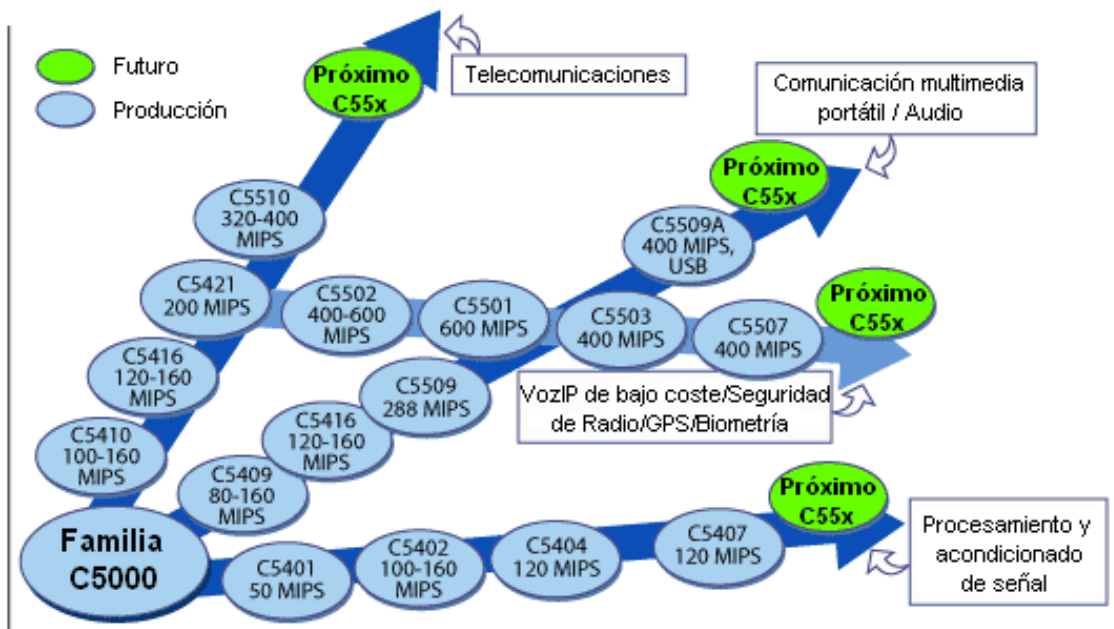 Futuro
Producción
Próximo
C55x
Telecomunicaciones
Comunicación multimedia
portátil / Audio
Próximo
C55x
C5510
320-400
MIPS
C5509A
400 MIPS,
USB
C5421
200 MIPS
C5502
400-600
MIPS
C5501
600 MIPS
C5503
400 MIPS
C5507
400 MIPS
Próximo
C55x
C5416
120-160
MIPS
C5509
288 MIPS
VozIP de bajo coste/Seguridad
de Radio/GPS/Biometría
C5410
100-160
MIPS
C5416
120-160
MIPS
C5409
80-160
MIPS
Próximo
C55x
Familia
C5000
C5401
50 MIPS
C5402
100-160
MIPS
C5404
120 MIPS
C5407
120 MIPS
Procesamiento y
acondicionado
de señal